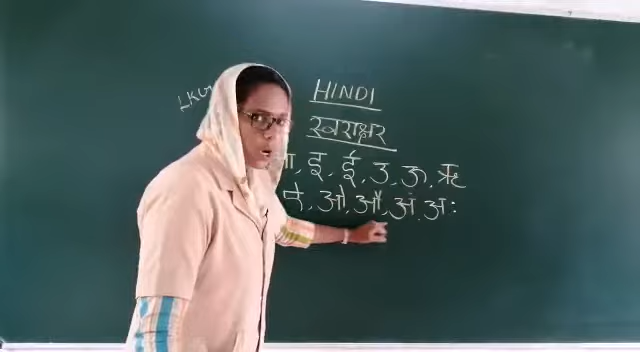 LKG
HINDI
स्वराक्षर
आ, इ, ई, उ, ऊ, ऋ
ऐ, ओ, औ, अं, अः